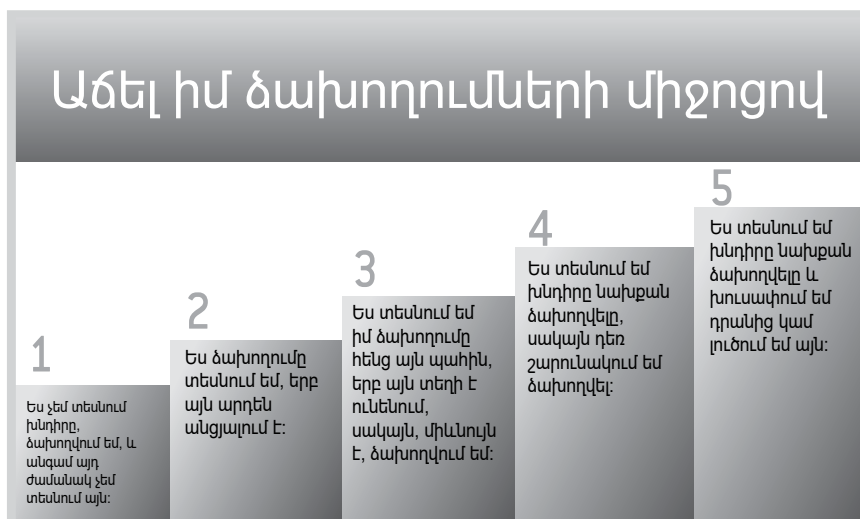 Աճել իմ ձախողումների միջոցով
1
Ես չեմ տեսնում
խնդիրը,
ձախողվում եմ, և
անգամ այդ
ժամանակ չեմ
տեսնում այն:
2
Ես ձախողումը
տեսնում եմ, երբ
այն արդեն
անցյալում է:
3
Ես տեսնում եմ
իմ ձախողումը
հենց այն պահին,
երբ այն տեղի է
ունենում,
սակայն, միևնույն
է, ձախողվում եմ:
4
Ես տեսնում եմ
խնդիրը նախքան
ձախողվելը,
սակայն դեռ
շարունակում եմ
ձախողվել:
5
Ես տեսնում եմ
խնդիրը նախքան
ձախողվելը և
խուսափում եմ
դրանից կամ
լուծում եմ այն: